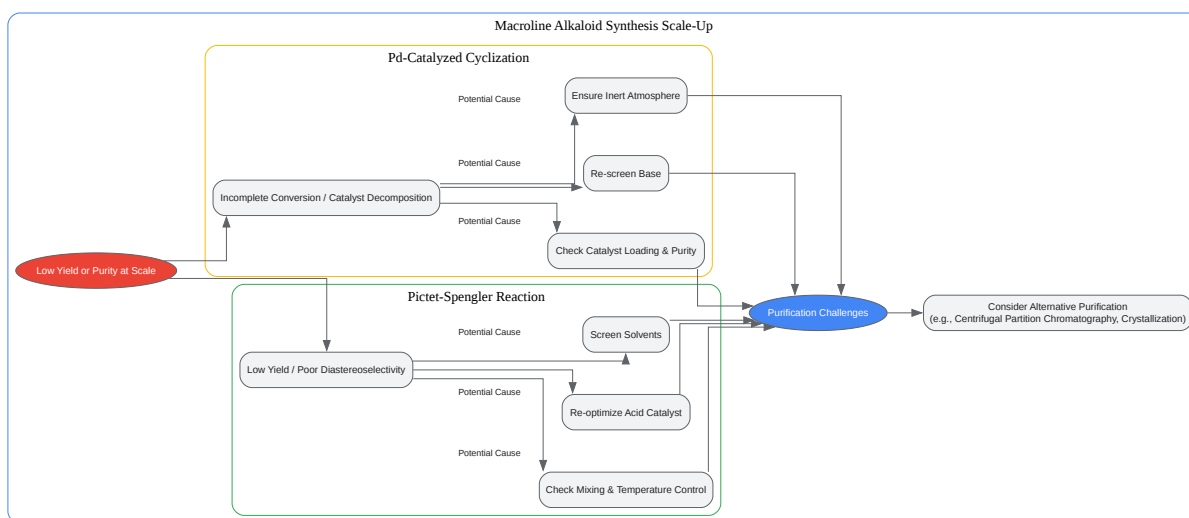 Macroline Alkaloid Synthesis Scale-Up
Pd-Catalyzed Cyclization
Potential Cause
Ensure Inert Atmosphere
Potential Cause
Re-screen Base
Incomplete Conversion / Catalyst Decomposition
Potential Cause
Check Catalyst Loading & Purity
Low Yield or Purity at Scale
Pictet-Spengler Reaction
Purification Challenges
Consider Alternative Purification
(e.g., Centrifugal Partition Chromatography, Crystallization)
Potential Cause
Screen Solvents
Low Yield / Poor Diastereoselectivity
Potential Cause
Re-optimize Acid Catalyst
Potential Cause
Check Mixing & Temperature Control